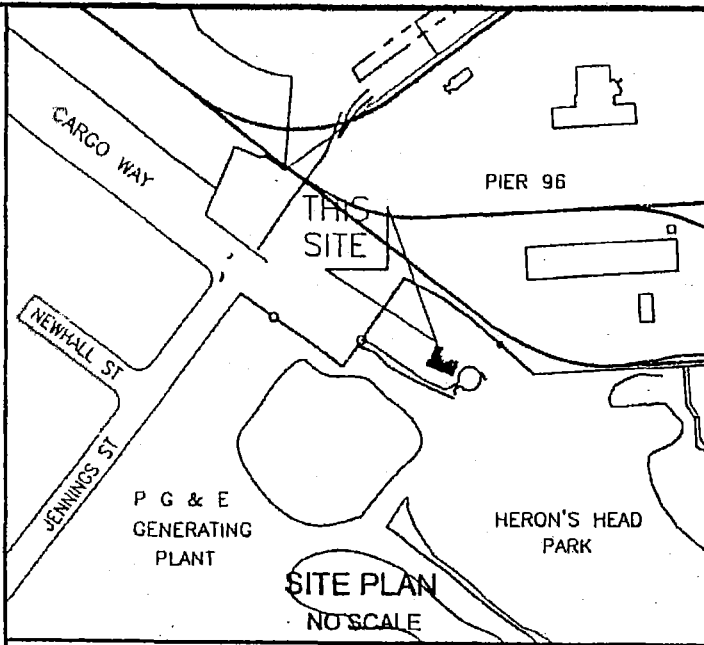 CARGO WAY
PIER 96
THIS
SITE
NEWHALL ST
JENNINGS ST
P G & E
GENERATING
PLANT
HERON'S HEAD
PARK
SITE PLAN
NO SCALE